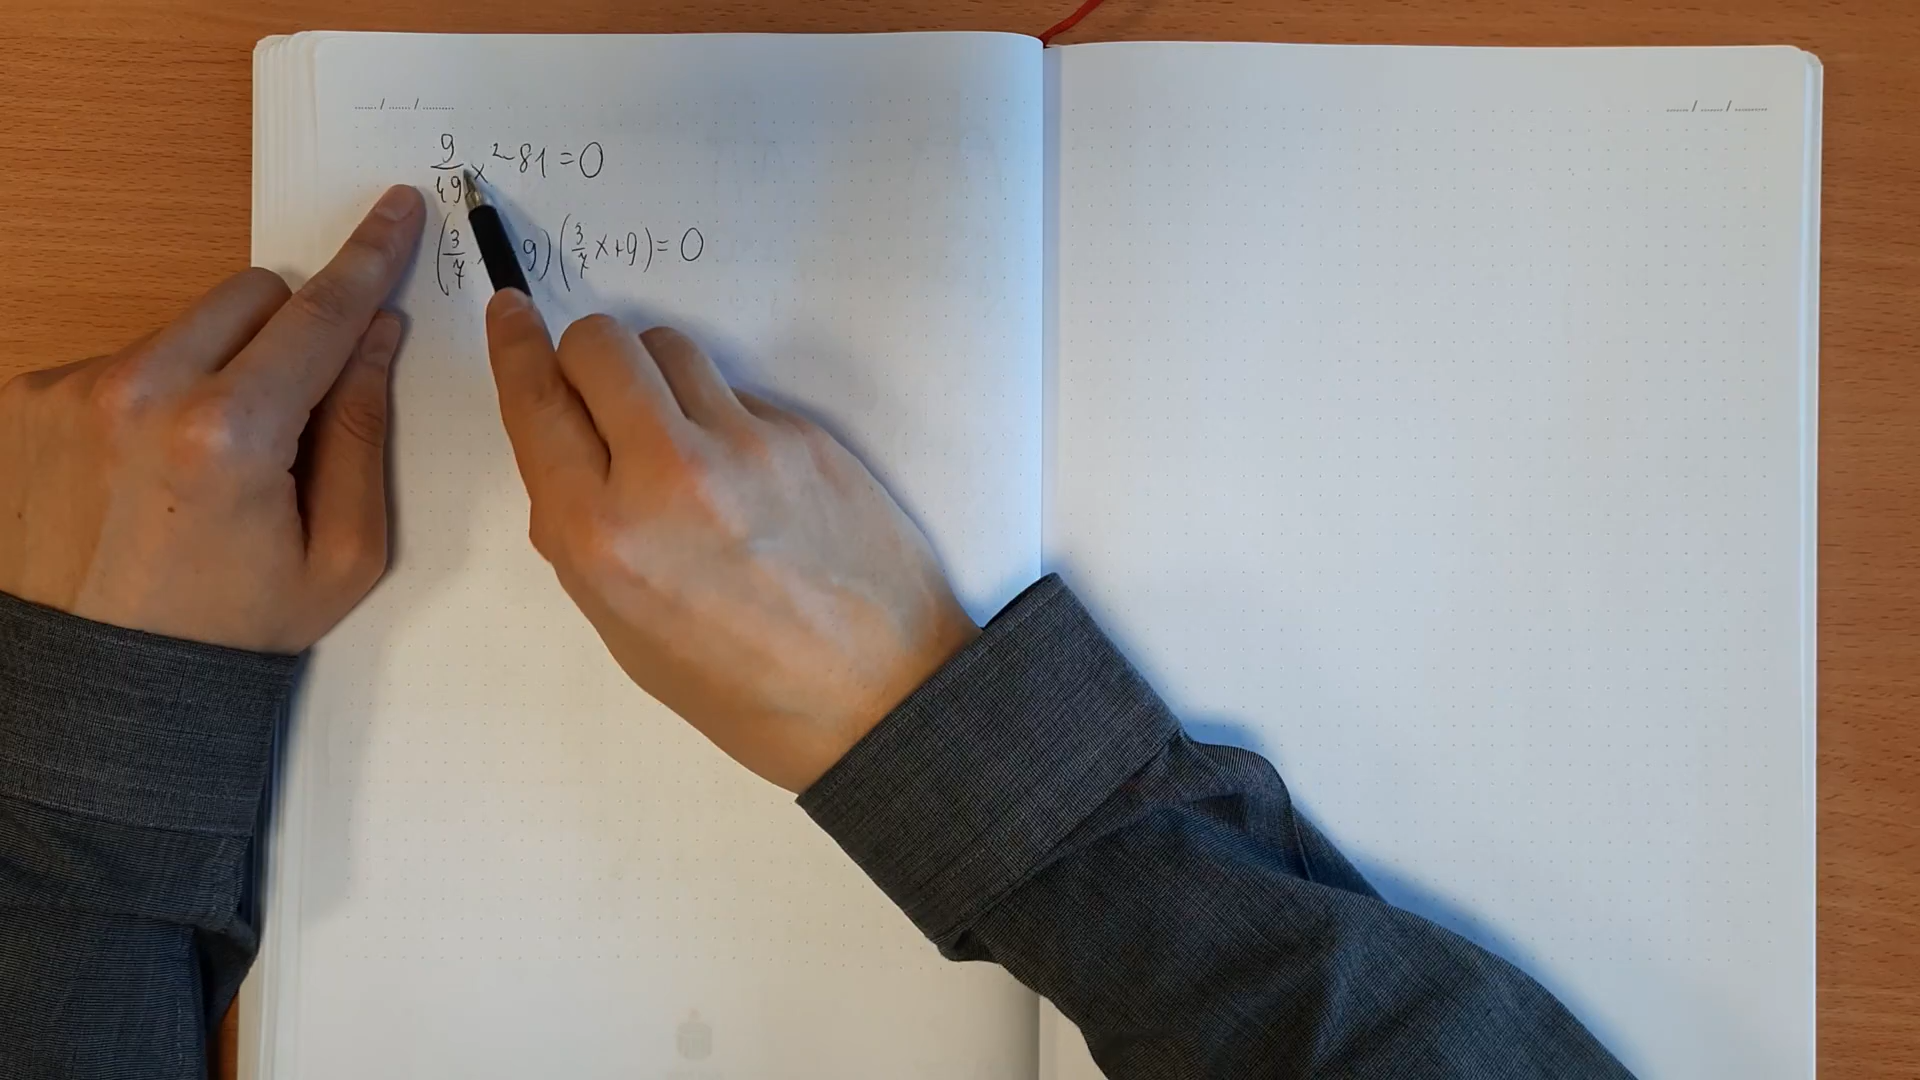 ...... / ...... / ..........
...... / ...... / ..........
9/49 x² - 81 = 0
(3/7 x 9)(3/7 x + 9) = 0